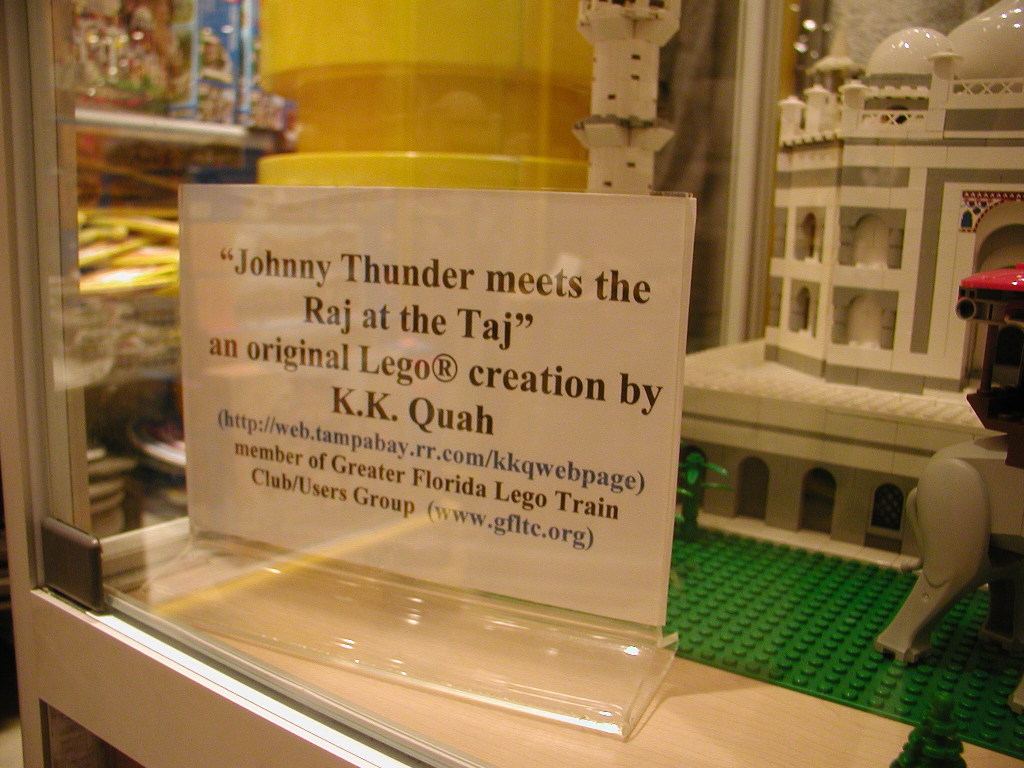 “Johnny Thunder meets the
Raj at the Taj”
an original Lego® creation by
K.K. Quah
(http://web.tampabay.rr.com/kkqwebpage)
member of Greater Florida Lego Train
Club/Users Group (www.gfltc.org)